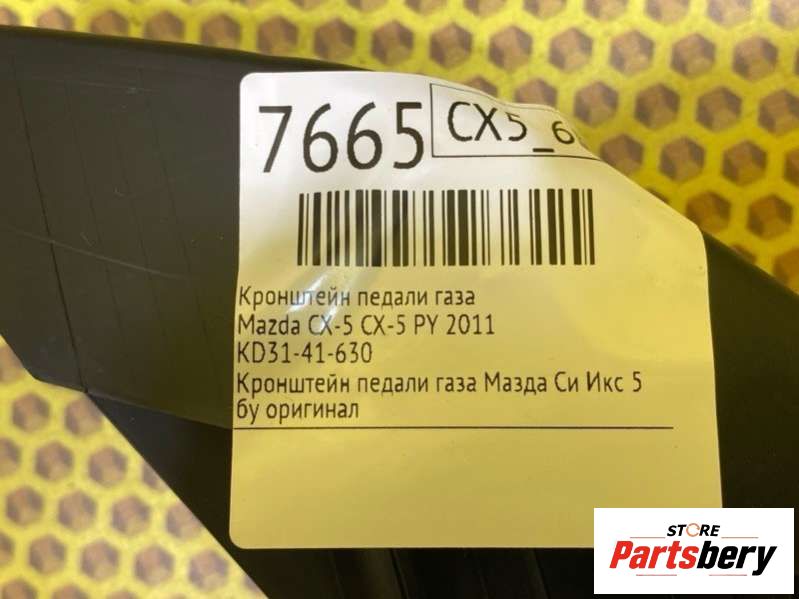 7665
CX5_6
Кронштейн педали газа
Mazda CX-5 CX-5 PY 2011
KD31-41-630
Кронштейн педали газа Мазда Си Икс 5
бу оригинал
STORE
Partsbery